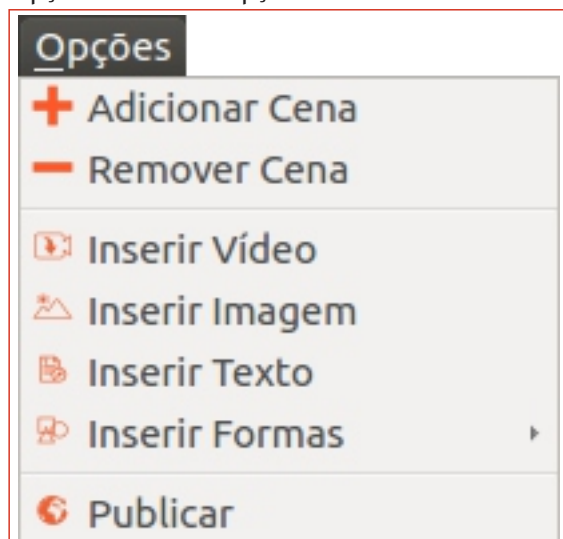 Opções
Adicionar Cena
Remover Cena
Inserir Vídeo
Inserir Imagem
Inserir Texto
Inserir Formas
Publicar